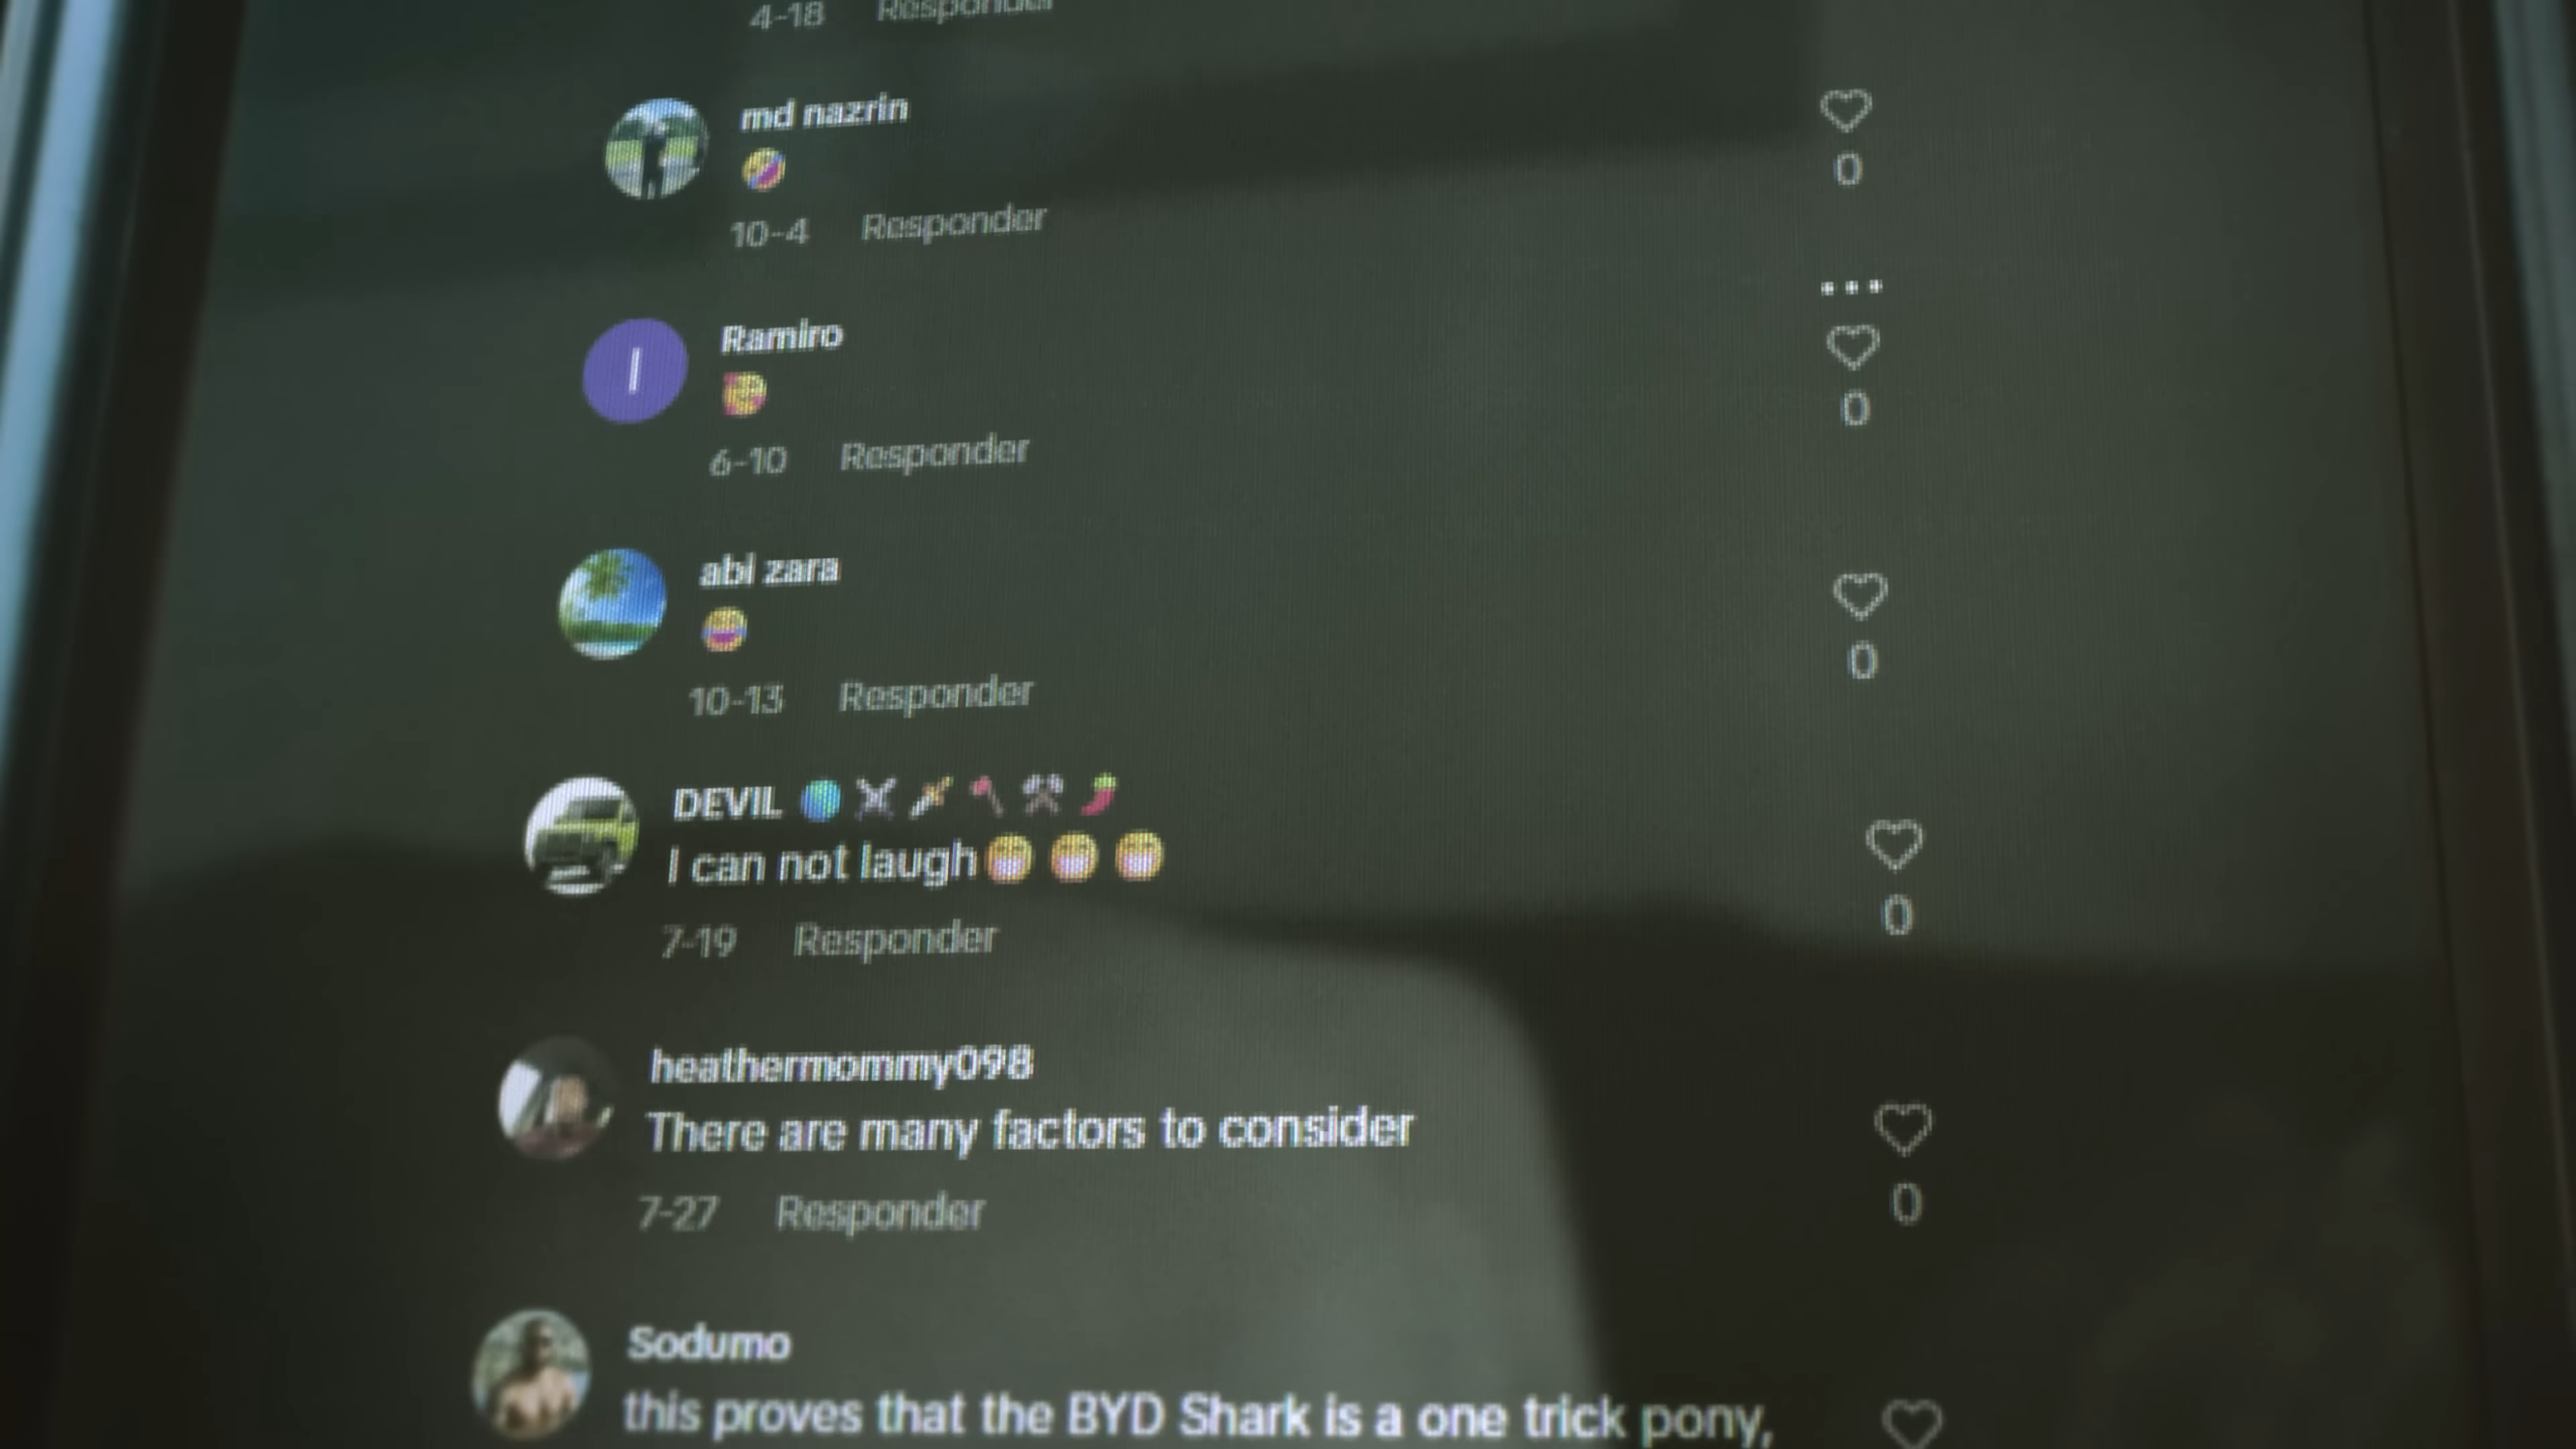 4-18 Responder
md nazrin
🤣
0
10-4 Responder
Ramiro
🥰
0
6-10 Responder
abi zara
😂
0
10-13 Responder
DEVIL 🌏⚔🗡🪓⚒🌶
I can not laugh😁😁😁
0
7-19 Responder
heathermommy098
There are many factors to consider
0
7-27 Responder
Sodumo
this proves that the BYD Shark is a one trick pony,